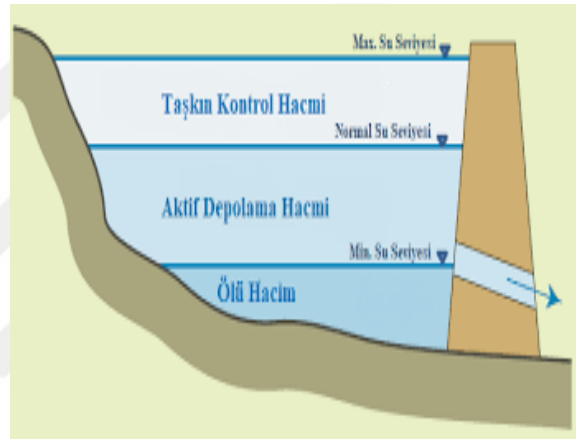 Max. Su Seviyesi
Taşkın Kontrol Hacmi
Normal Su Seviyesi
Aktif Depolama Hacmi
Min. Su Seviyesi
Ölü Hacim